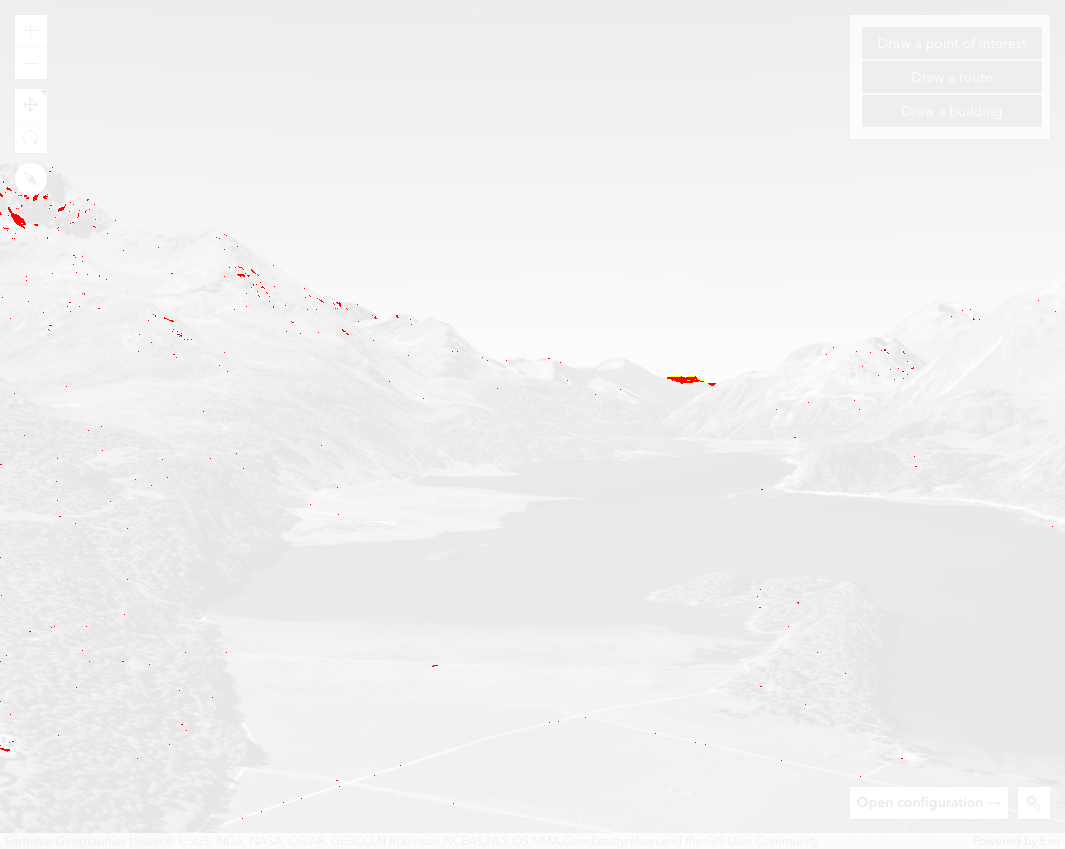 Draw a point of interest
Draw a route
Draw a building
Open configuration →
Earthstar Geographics | Source: USGS, NGA, NASA, CGIAR, GEBCO,N Robinson,NCEAS,NLS,OS,NMA,Geodatastyrelsen and the GIS User Community
Powered by Esri